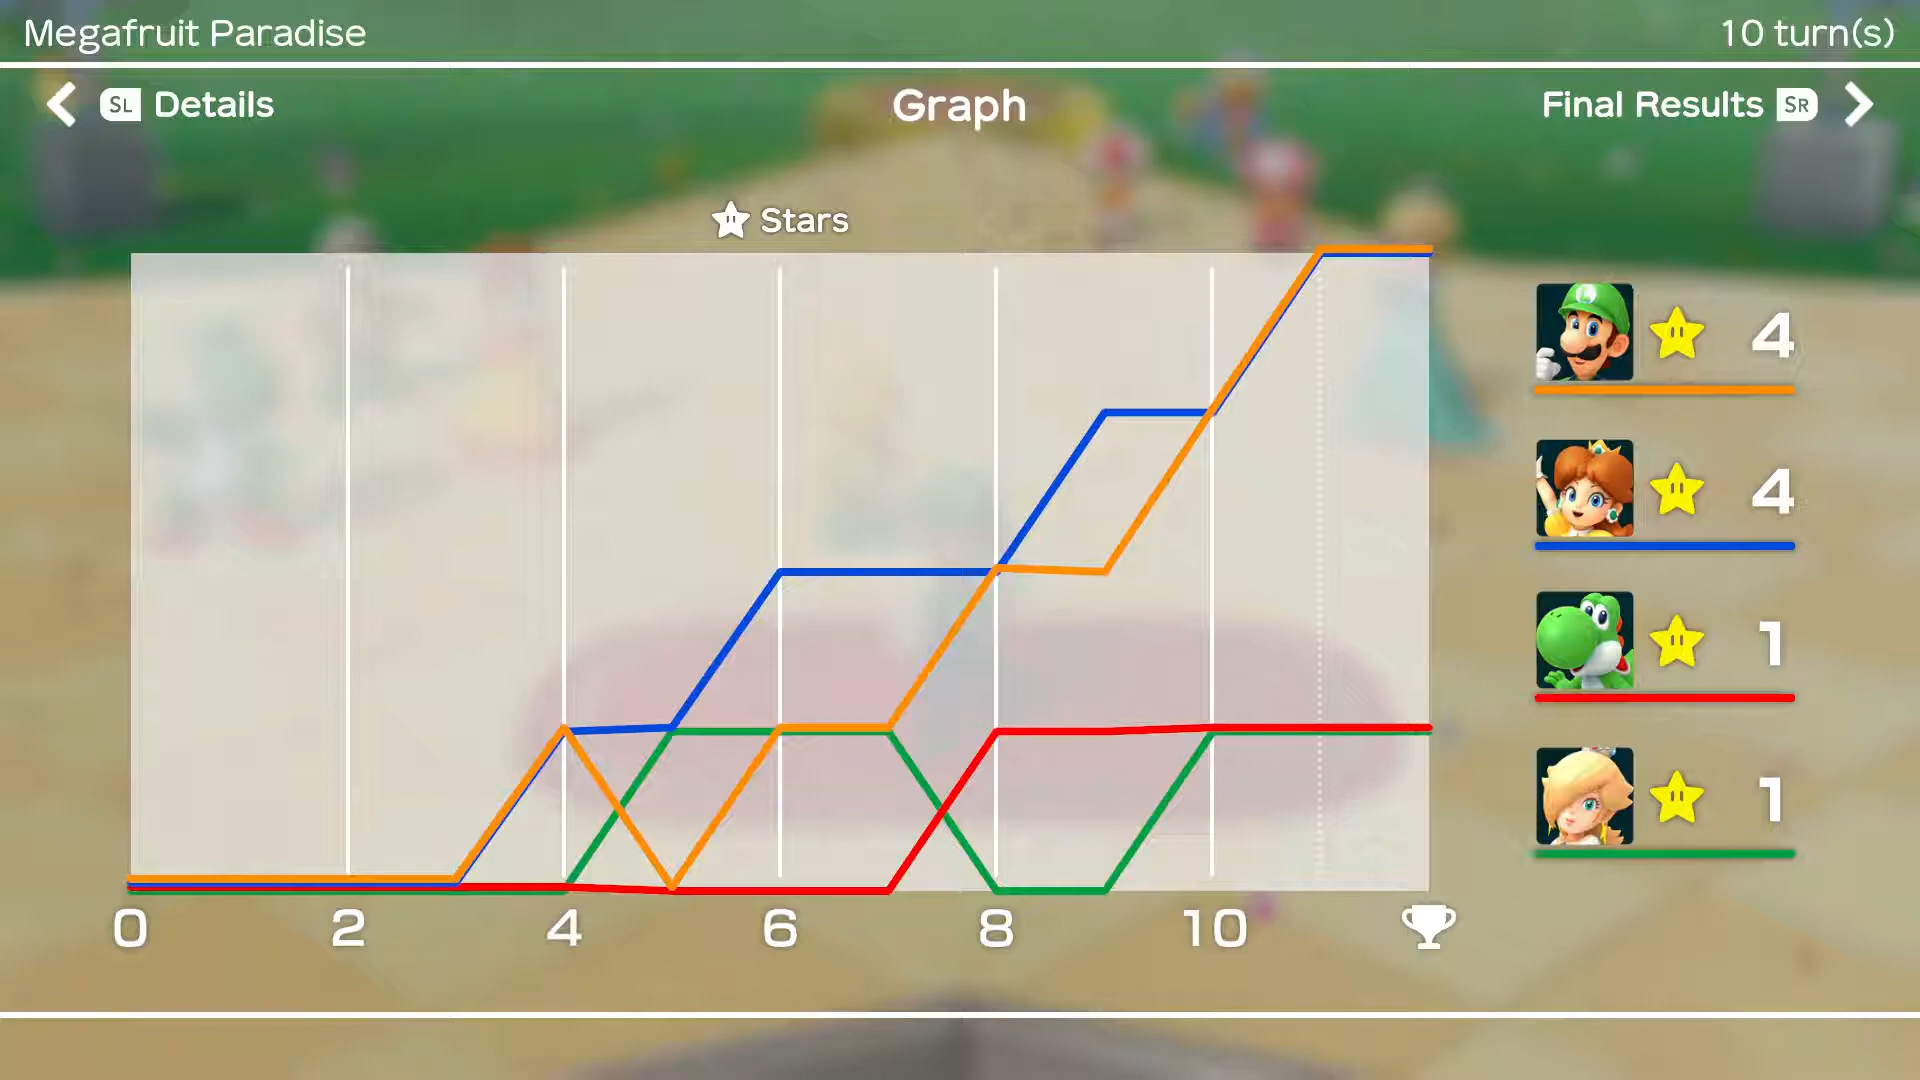 Megafruit Paradise
10 turn(s)
SL Details
Graph
Final Results SR
Stars
4
4
1
1
0 2 4 6 8 10